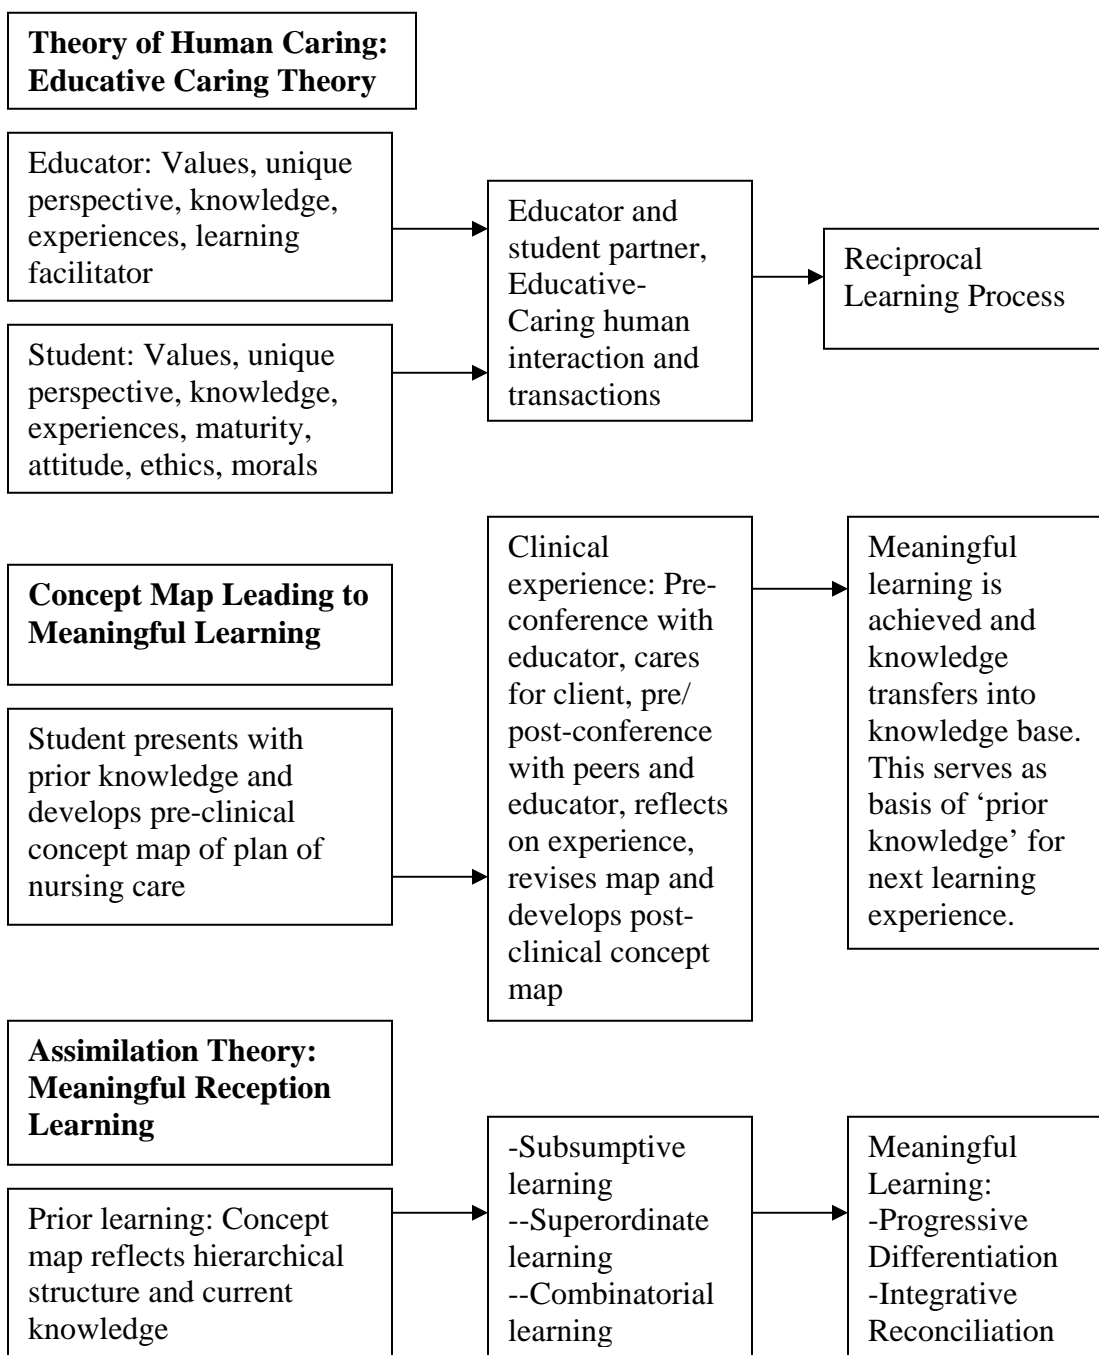 Theory of Human Caring:
Educative Caring Theory
Educator: Values, unique
perspective, knowledge,
experiences, learning
facilitator
Student: Values, unique
perspective, knowledge,
experiences, maturity,
attitude, ethics, morals
Educator and
student partner,
Educative-
Caring human
interaction and
transactions
Reciprocal
Learning Process
Concept Map Leading to
Meaningful Learning
Student presents with
prior knowledge and
develops pre-clinical
concept map of plan of
nursing care
Clinical
experience: Pre-
conference with
educator, cares
for client, pre/
post-conference
with peers and
educator, reflects
on experience,
revises map and
develops post-
clinical concept
map
Meaningful
learning is
achieved and
knowledge
transfers into
knowledge base.
This serves as
basis of ‘prior
knowledge’ for
next learning
experience.
Assimilation Theory:
Meaningful Reception
Learning
Prior learning: Concept
map reflects hierarchical
structure and current
knowledge
-Subsumptive
learning
--Superordinate
learning
--Combinatorial
learning
Meaningful
Learning:
-Progressive
Differentiation
-Integrative
Reconciliation